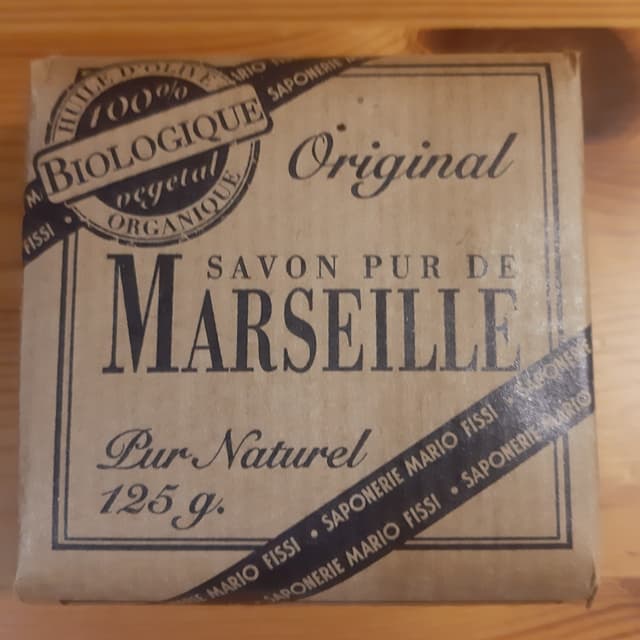 HUILE D'OLIVE
100%
BIOLOGIQUE
vegetal
ORGANIQUE
SAPONERIE
FISSI •
Original
SAVON PUR DE
MARSEILLE
Pur Naturel
125 g.
MARIO FISSI • SAPONERIE MARIO FISSI • SAPONERIE
SAPONERIE MARIO FISSI • SAPONERIE MARIO